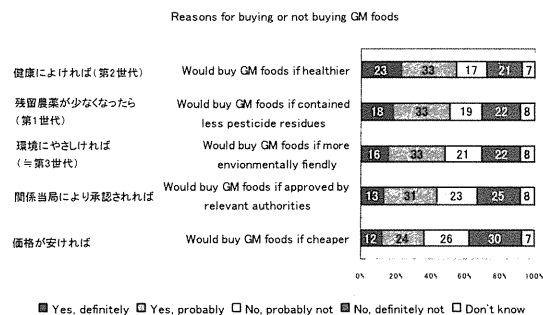 Reasons for buying or not buying GM foods
健康によければ(第2世代) Would buy GM foods if healthier 23 33 17 21 7
残留農薬が少なくなったら Would buy GM foods if contained
(第1世代) less pesticide residues 18 33 19 22 8
環境にやさしければ Would buy GM foods if more
(≒第3世代) envionmentally fiendly 16 33 21 22 8
関係当局により承認されれば Would buy GM foods if approved by
relevant authorities 13 31 23 25 8
価格が安ければ Would buy GM foods if cheaper 12 24 26 30 7
0% 20% 40% 60% 80% 100%
Yes, definitely Yes, probably No, probably not No, definitely not Don't know